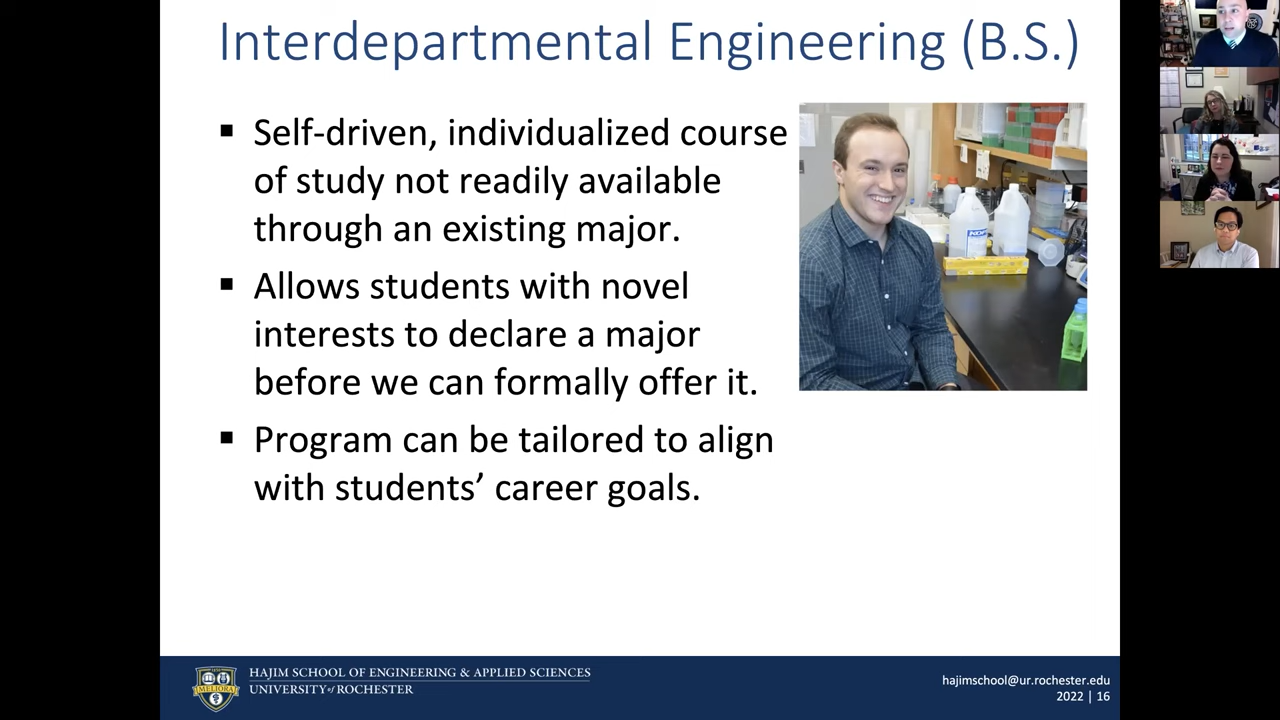 Interdepartmental Engineering (B.S.)
▪ Self-driven, individualized course
of study not readily available
through an existing major.
▪ Allows students with novel
interests to declare a major
before we can formally offer it.
▪ Program can be tailored to align
with students’ career goals.
MELIORA
HAJIM SCHOOL OF ENGINEERING & APPLIED SCIENCES
UNIVERSITY of ROCHESTER
hajimschool@ur.rochester.edu
2022 | 16